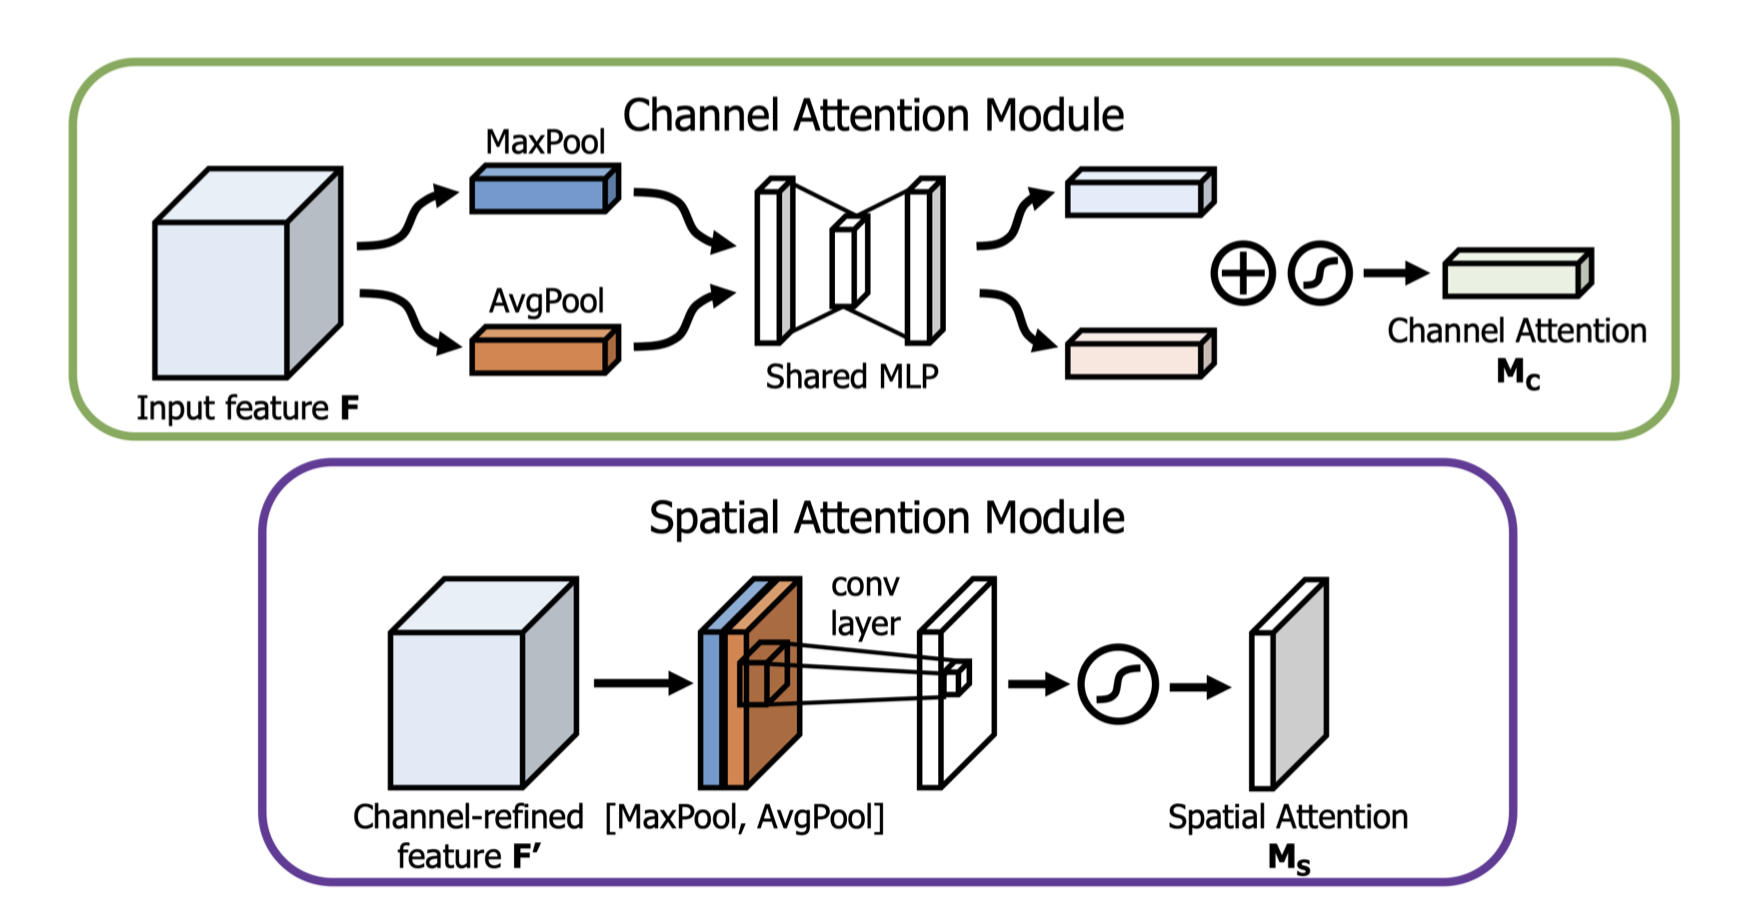 Channel Attention Module
MaxPool
AvgPool
Shared MLP
Input feature F
Channel Attention
Mc
Spatial Attention Module
conv
layer
Channel-refined
feature F′
[MaxPool, AvgPool]
Spatial Attention
Ms